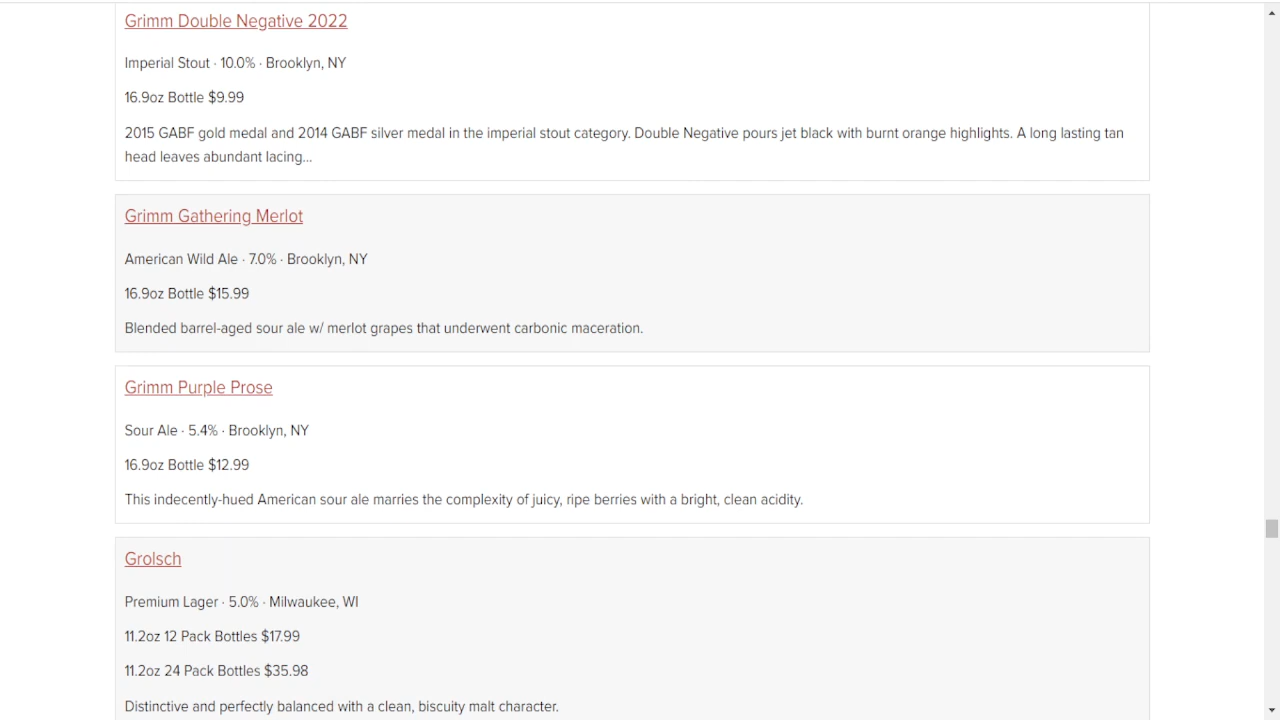 Grimm Double Negative 2022
Imperial Stout · 10.0% · Brooklyn, NY
16.9oz Bottle $9.99
2015 GABF gold medal and 2014 GABF silver medal in the imperial stout category. Double Negative pours jet black with burnt orange highlights. A long lasting tan
head leaves abundant lacing...
Grimm Gathering Merlot
American Wild Ale · 7.0% · Brooklyn, NY
16.9oz Bottle $15.99
Blended barrel-aged sour ale w/ merlot grapes that underwent carbonic maceration.
Grimm Purple Prose
Sour Ale · 5.4% · Brooklyn, NY
16.9oz Bottle $12.99
This indecently-hued American sour ale marries the complexity of juicy, ripe berries with a bright, clean acidity.
Grolsch
Premium Lager · 5.0% · Milwaukee, WI
11.2oz 12 Pack Bottles $17.99
11.2oz 24 Pack Bottles $35.98
Distinctive and perfectly balanced with a clean, biscuity malt character.